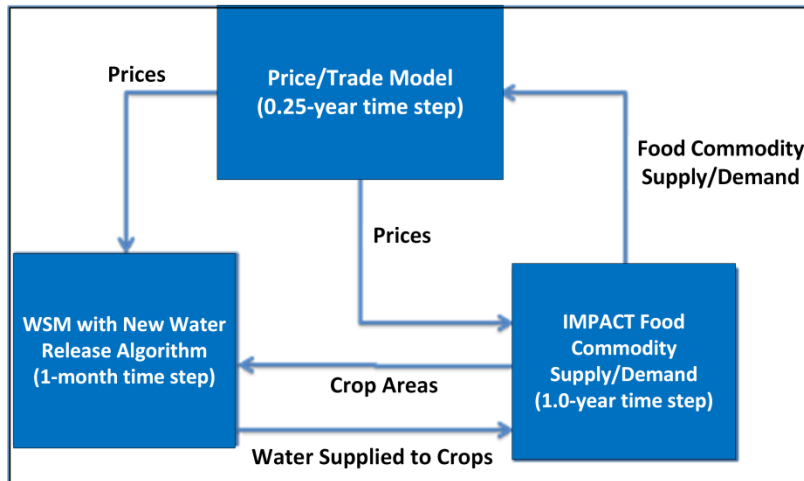 Prices
Price/Trade Model
(0.25-year time step)
Food Commodity
Supply/Demand
Prices
WSM with New Water
Release Algorithm
(1-month time step)
IMPACT Food
Commodity
Supply/Demand
(1.0-year time step)
Crop Areas
Water Supplied to Crops